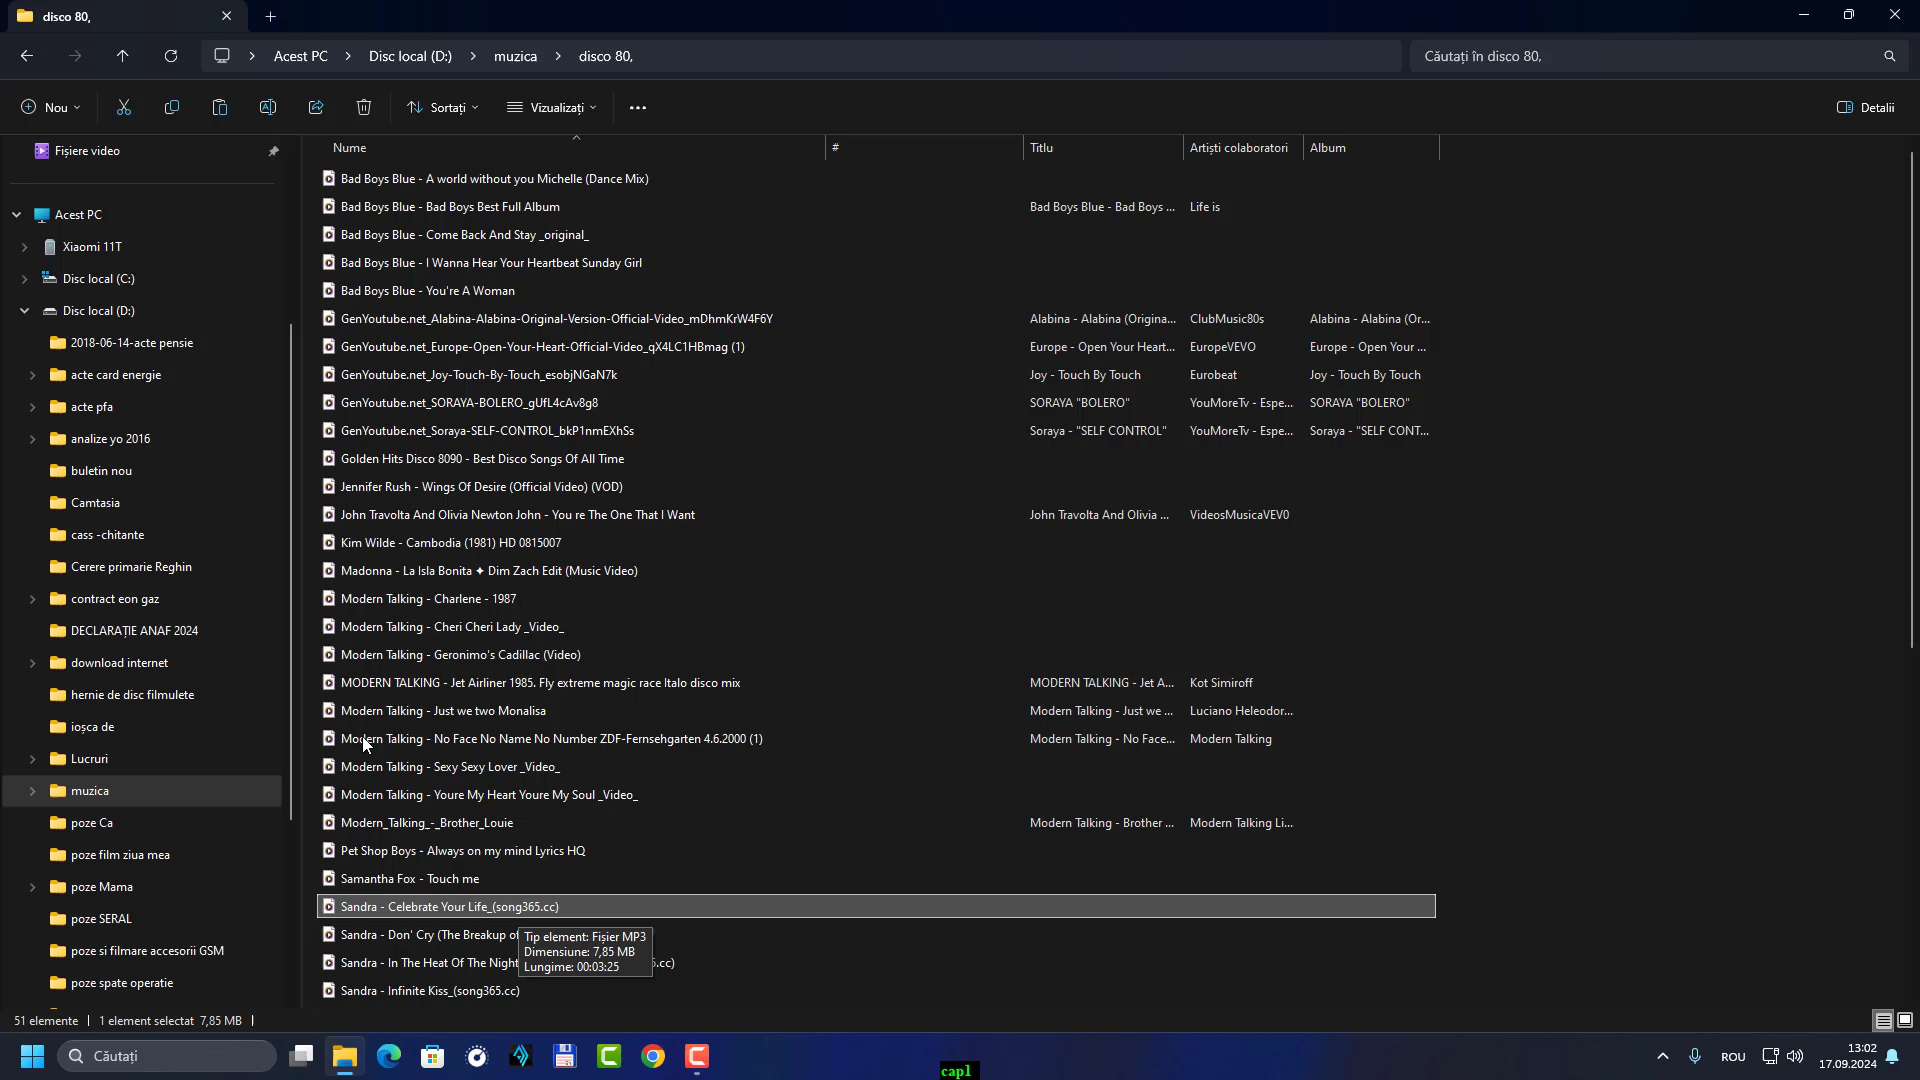 disco 80,
Acest PC
Disc local (D:)
muzica
disco 80,
Căutați în disco 80,
Nou
Sortați
Vizualizați
Detalii
Fișiere video
Acest PC
Xiaomi 11T
Disc local (C:)
Disc local (D:)
2018-06-14-acte pensie
acte card energie
acte pfa
analize yo 2016
buletin nou
Camtasia
cass -chitante
Cerere primarie Reghin
contract eon gaz
DECLARAȚIE ANAF 2024
download internet
hernie de disc filmulete
ioșca de
Lucruri
muzica
poze Ca
poze film ziua mea
poze Mama
poze SERAL
poze si filmare accesorii GSM
poze spate operatie
Nume # Titlu Artiști colaboratori Album
Bad Boys Blue - A world without you Michelle (Dance Mix)
Bad Boys Blue - Bad Boys Best Full Album Bad Boys Blue - Bad Boys ... Life is
Bad Boys Blue - Come Back And Stay _original_
Bad Boys Blue - I Wanna Hear Your Heartbeat Sunday Girl
Bad Boys Blue - You're A Woman
GenYoutube.net_Alabina-Alabina-Original-Version-Official-Video_mDhmKrW4F6Y Alabina - Alabina (Origina... ClubMusic80s Alabina - Alabina (Or...
GenYoutube.net_Europe-Open-Your-Heart-Official-Video_qX4LC1HBmag (1) Europe - Open Your Heart... EuropeVEVO Europe - Open Your ...
GenYoutube.net_Joy-Touch-By-Touch_esobjNGaN7k Joy - Touch By Touch Eurobeat Joy - Touch By Touch
GenYoutube.net_SORAYA-BOLERO_gUfL4cAv8g8 SORAYA "BOLERO" YouMoreTv - Espe... SORAYA "BOLERO"
GenYoutube.net_Soraya-SELF-CONTROL_bkP1nmEXhSs Soraya - "SELF CONTROL" YouMoreTv - Espe... Soraya - "SELF CONT...
Golden Hits Disco 8090 - Best Disco Songs Of All Time
Jennifer Rush - Wings Of Desire (Official Video) (VOD)
John Travolta And Olivia Newton John - You re The One That I Want John Travolta And Olivia ... VideosMusicaVEV0
Kim Wilde - Cambodia (1981) HD 0815007
Madonna - La Isla Bonita ✦ Dim Zach Edit (Music Video)
Modern Talking - Charlene - 1987
Modern Talking - Cheri Cheri Lady _Video_
Modern Talking - Geronimo's Cadillac (Video)
MODERN TALKING - Jet Airliner 1985. Fly extreme magic race Italo disco mix MODERN TALKING - Jet A... Kot Simiroff
Modern Talking - Just we two Monalisa Modern Talking - Just we ... Luciano Heleodor...
Modern Talking - No Face No Name No Number ZDF-Fernsehgarten 4.6.2000 (1) Modern Talking - No Face... Modern Talking
Modern Talking - Sexy Sexy Lover _Video_
Modern Talking - Youre My Heart Youre My Soul _Video_
Modern_Talking_-_Brother_Louie Modern Talking - Brother ... Modern Talking Li...
Pet Shop Boys - Always on my mind Lyrics HQ
Samantha Fox - Touch me
Sandra - Celebrate Your Life_(song365.cc)
Sandra - Don' Cry (The Breakup of
Sandra - In The Heat Of The Night .cc)
Sandra - Infinite Kiss_(song365.cc)
Tip element: Fișier MP3
Dimensiune: 7,85 MB
Lungime: 00:03:25
51 elemente 1 element selectat 7,85 MB
Căutați
cap1
ROU
13:02
17.09.2024